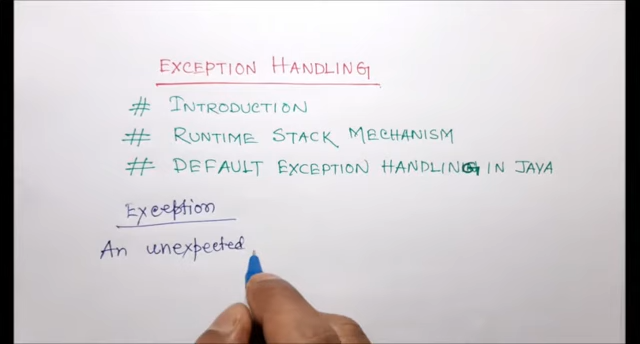 EXCEPTION HANDLING
# INTRODUCTION
# RUNTIME STACK MECHANISM
# DEFAULT EXCEPTION HANDLING IN JAVA
Exception
An unexpected